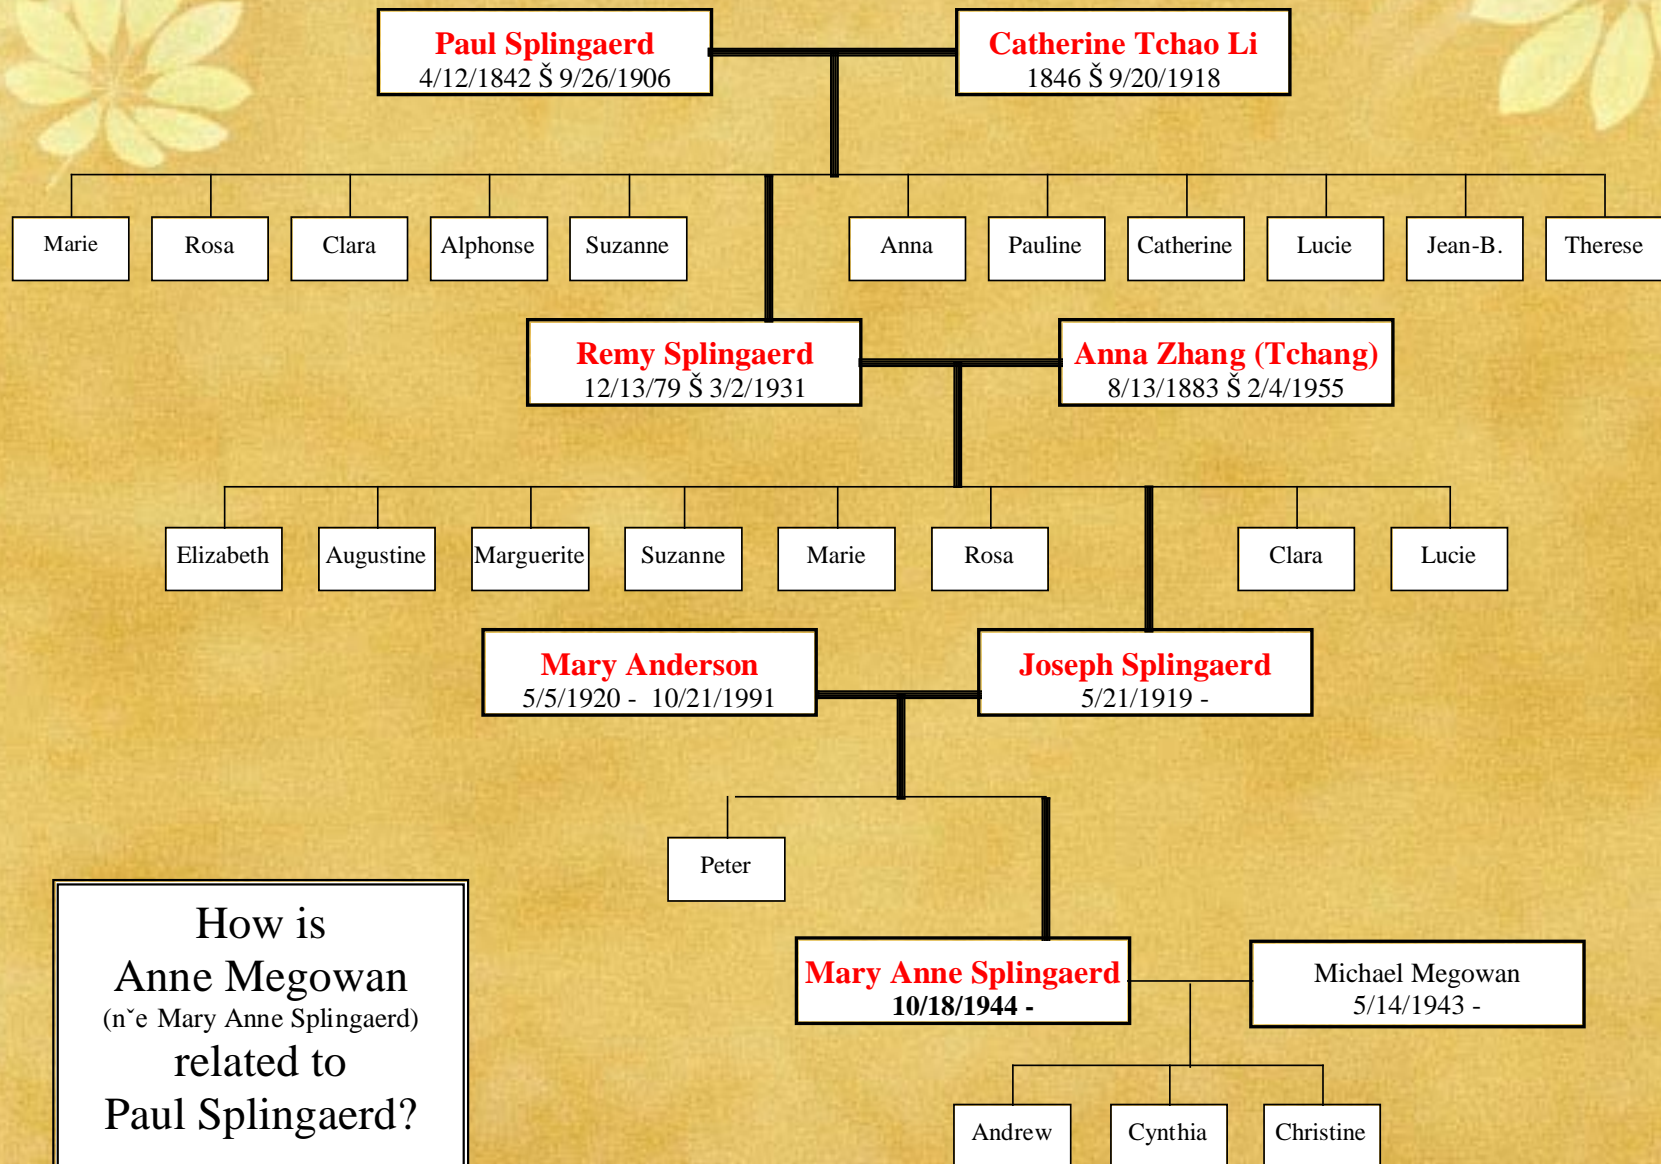 Paul Splingaerd
4/12/1842 Š 9/26/1906
Catherine Tchao Li
1846 Š 9/20/1918
Marie
Rosa
Clara
Alphonse
Suzanne
Anna
Pauline
Catherine
Lucie
Jean-B.
Therese
Remy Splingaerd
12/13/79 Š 3/2/1931
Anna Zhang (Tchang)
8/13/1883 Š 2/4/1955
Elizabeth
Augustine
Marguerite
Suzanne
Marie
Rosa
Clara
Lucie
Mary Anderson
5/5/1920 - 10/21/1991
Joseph Splingaerd
5/21/1919 -
Peter
Mary Anne Splingaerd
10/18/1944 -
Michael Megowan
5/14/1943 -
Andrew
Cynthia
Christine
How is
Anne Megowan
(nˇe Mary Anne Splingaerd)
related to
Paul Splingaerd?